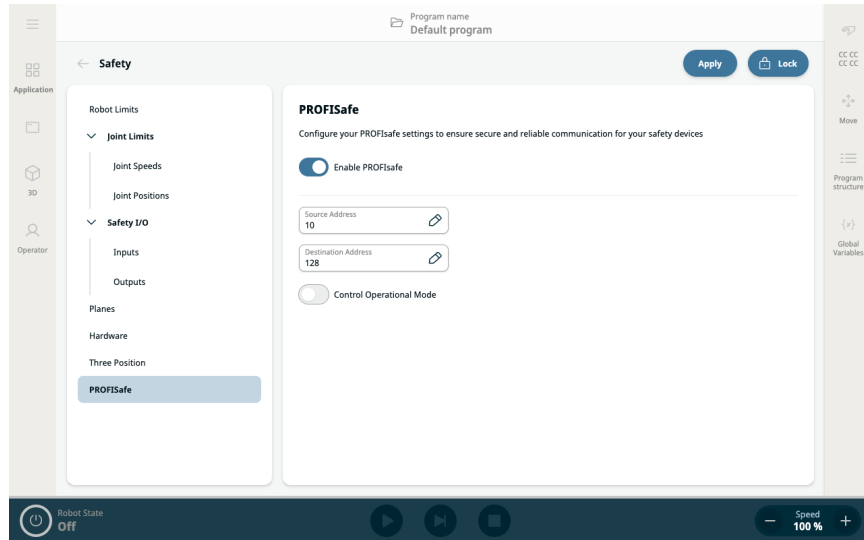 Program name
Default program
Safety
Apply
Lock
CC CC
CC CC
Application
Move
3D
Program
structure
Operator
{x}
Global
Variables
Robot Limits
Joint Limits
Joint Speeds
Joint Positions
Safety I/O
Inputs
Outputs
Planes
Hardware
Three Position
PROFISafe
PROFISafe
Configure your PROFIsafe settings to ensure secure and reliable communication for your safety devices
Enable PROFIsafe
Source Address
10
Destination Address
128
Control Operational Mode
Robot State
Off
Speed
100 %